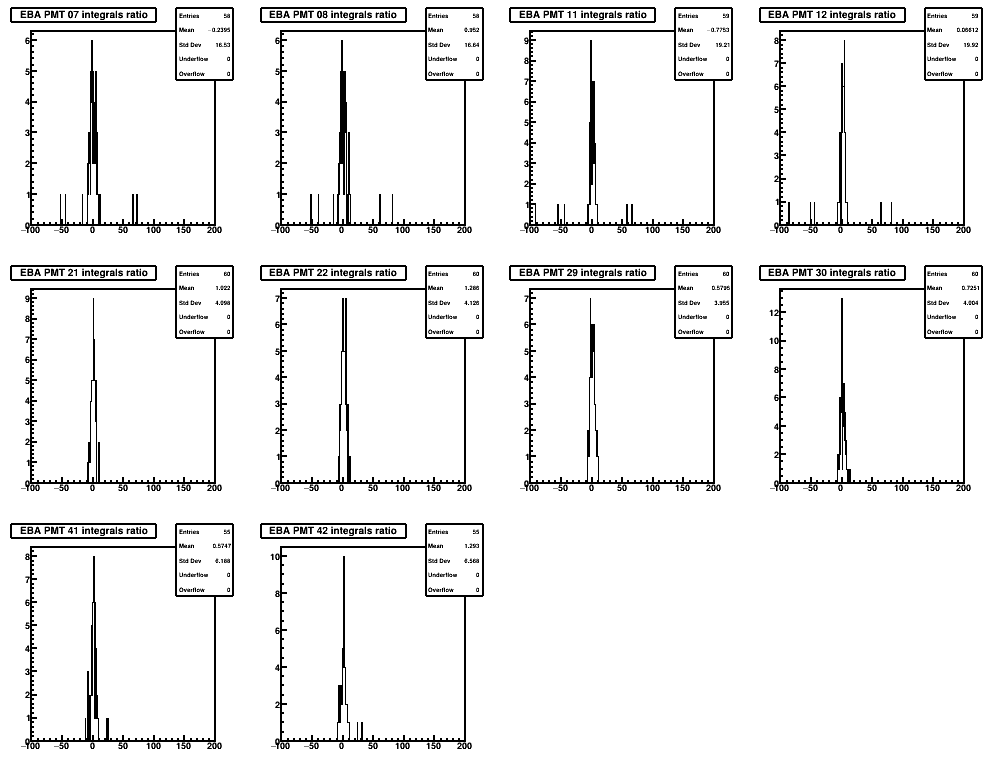 EBA PMT 07 integrals ratio
Entries 58
Mean −0.2395
Std Dev 16.53
Underflow 0
Overflow 0
6
5
4
3
2
1
0
−100 −50 0 50 100 150 200
EBA PMT 08 integrals ratio
Entries 58
Mean 0.952
Std Dev 16.64
Underflow 0
Overflow 0
6
5
4
3
2
1
0
−100 −50 0 50 100 150 200
EBA PMT 11 integrals ratio
Entries 59
Mean −0.7753
Std Dev 19.21
Underflow 0
Overflow 0
9
8
7
6
5
4
3
2
1
0
−100 −50 0 50 100 150 200
EBA PMT 12 integrals ratio
Entries 59
Mean 0.06612
Std Dev 19.92
Underflow 0
Overflow 0
8
7
6
5
4
3
2
1
0
−100 −50 0 50 100 150 200
EBA PMT 21 integrals ratio
Entries 60
Mean 1.022
Std Dev 4.098
Underflow 0
Overflow 0
9
8
7
6
5
4
3
2
1
0
−100 −50 0 50 100 150 200
EBA PMT 22 integrals ratio
Entries 60
Mean 1.286
Std Dev 4.126
Underflow 0
Overflow 0
7
6
5
4
3
2
1
0
−100 −50 0 50 100 150 200
EBA PMT 29 integrals ratio
Entries 60
Mean 0.5795
Std Dev 3.955
Underflow 0
Overflow 0
7
6
5
4
3
2
1
0
−100 −50 0 50 100 150 200
EBA PMT 30 integrals ratio
Entries 60
Mean 0.7251
Std Dev 4.004
Underflow 0
Overflow 0
12
10
8
6
4
2
0
−100 −50 0 50 100 150 200
EBA PMT 41 integrals ratio
Entries 55
Mean 0.5747
Std Dev 6.188
Underflow 0
Overflow 0
8
7
6
5
4
3
2
1
0
−100 −50 0 50 100 150 200
EBA PMT 42 integrals ratio
Entries 55
Mean 1.293
Std Dev 6.568
Underflow 0
Overflow 0
10
8
6
4
2
0
−100 −50 0 50 100 150 200